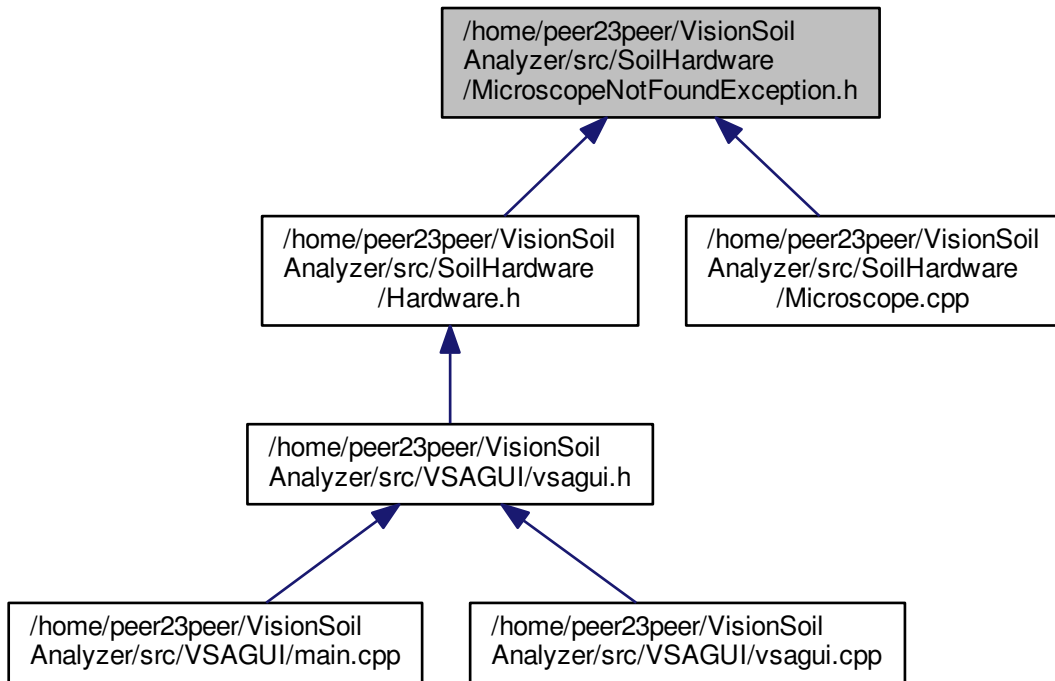 /home/peer23peer/VisionSoil
Analyzer/src/SoilHardware
/MicroscopeNotFoundException.h
/home/peer23peer/VisionSoil
Analyzer/src/SoilHardware
/Hardware.h
/home/peer23peer/VisionSoil
Analyzer/src/SoilHardware
/Microscope.cpp
/home/peer23peer/VisionSoil
Analyzer/src/VSAGUI/vsagui.h
/home/peer23peer/VisionSoil
Analyzer/src/VSAGUI/main.cpp
/home/peer23peer/VisionSoil
Analyzer/src/VSAGUI/vsagui.cpp